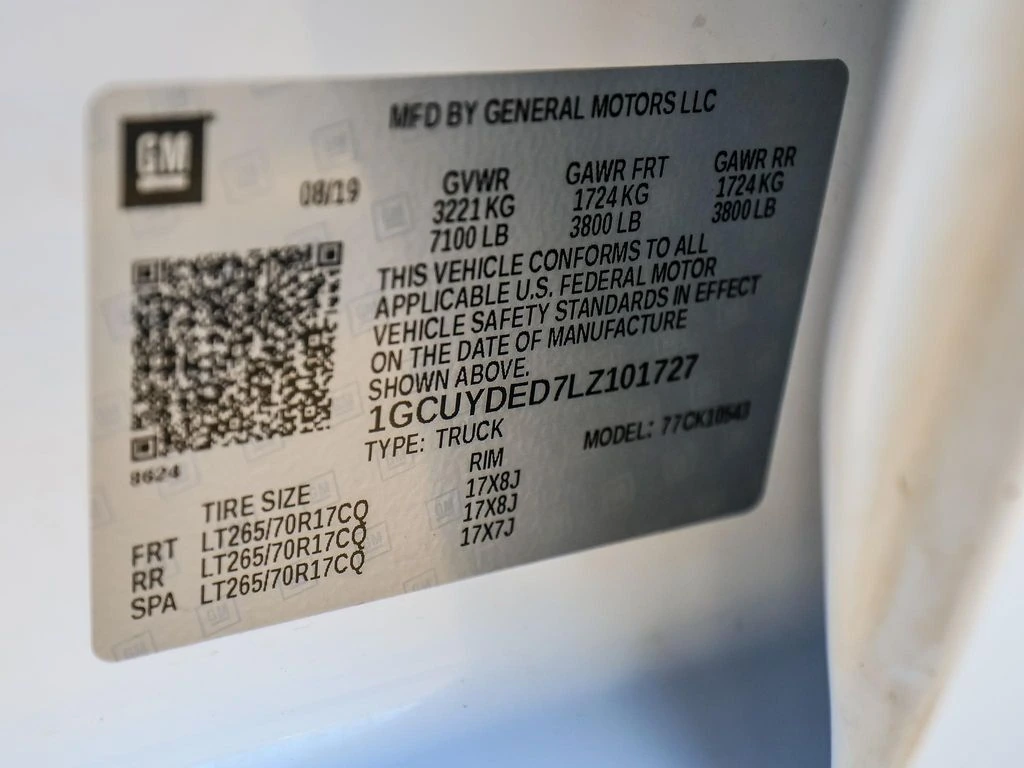 GM
MFD BY GENERAL MOTORS LLC
08/19
GVWR GAWR FRT GAWR RR
3221 KG 1724 KG 1724 KG
7100 LB 3800 LB 3800 LB
THIS VEHICLE CONFORMS TO ALL
APPLICABLE U.S. FEDERAL MOTOR
VEHICLE SAFETY STANDARDS IN EFFECT
ON THE DATE OF MANUFACTURE
SHOWN ABOVE.
1GCUYDED7LZ101727
TYPE: TRUCK MODEL: 77CK10543
8624
TIRE SIZE RIM
FRT LT265/70R17CQ 17X8J
RR LT265/70R17CQ 17X8J
SPA LT265/70R17CQ 17X7J